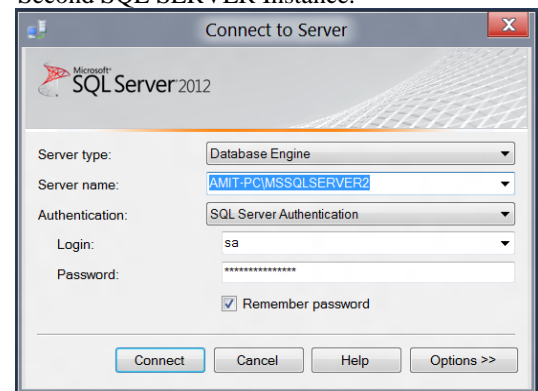 Second SQL SERVER Instance:
Connect to Server
Microsoft
SQL Server 2012
Server type: Database Engine
Server name: AMIT-PC\MSSQLSERVER2
Authentication: SQL Server Authentication
Login: sa
Password: ***************
Remember password
Connect Cancel Help Options >>